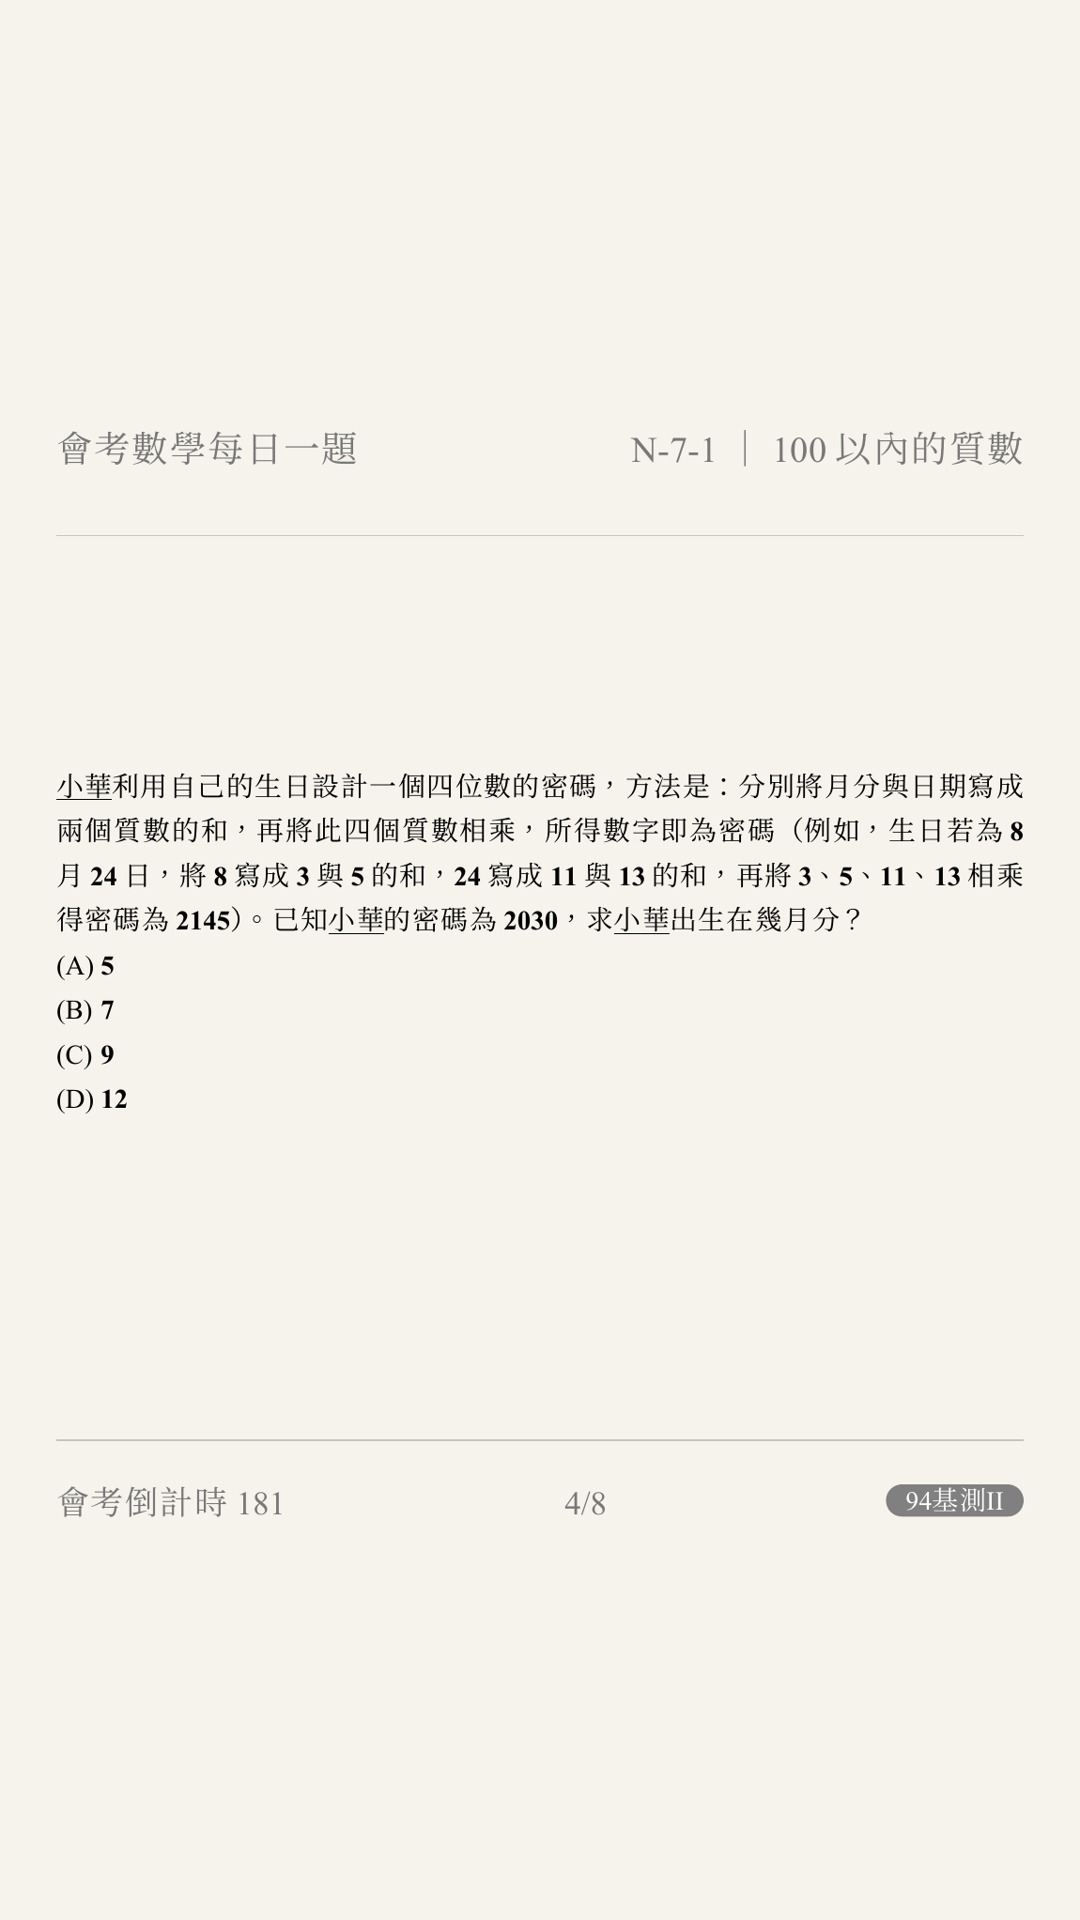 會考數學每日一題
N-7-1｜100 以內的質數
小華利用自己的生日設計一個四位數的密碼，方法是：分別將月分與日期寫成
兩個質數的和，再將此四個質數相乘，所得數字即為密碼（例如，生日若為 8
月 24 日，將 8 寫成 3 與 5 的和，24 寫成 11 與 13 的和，再將 3、5、11、13 相乘
得密碼為 2145）。已知小華的密碼為 2030，求小華出生在幾月分？
(A) 5
(B) 7
(C) 9
(D) 12
會考倒計時 181
4/8
94基測II